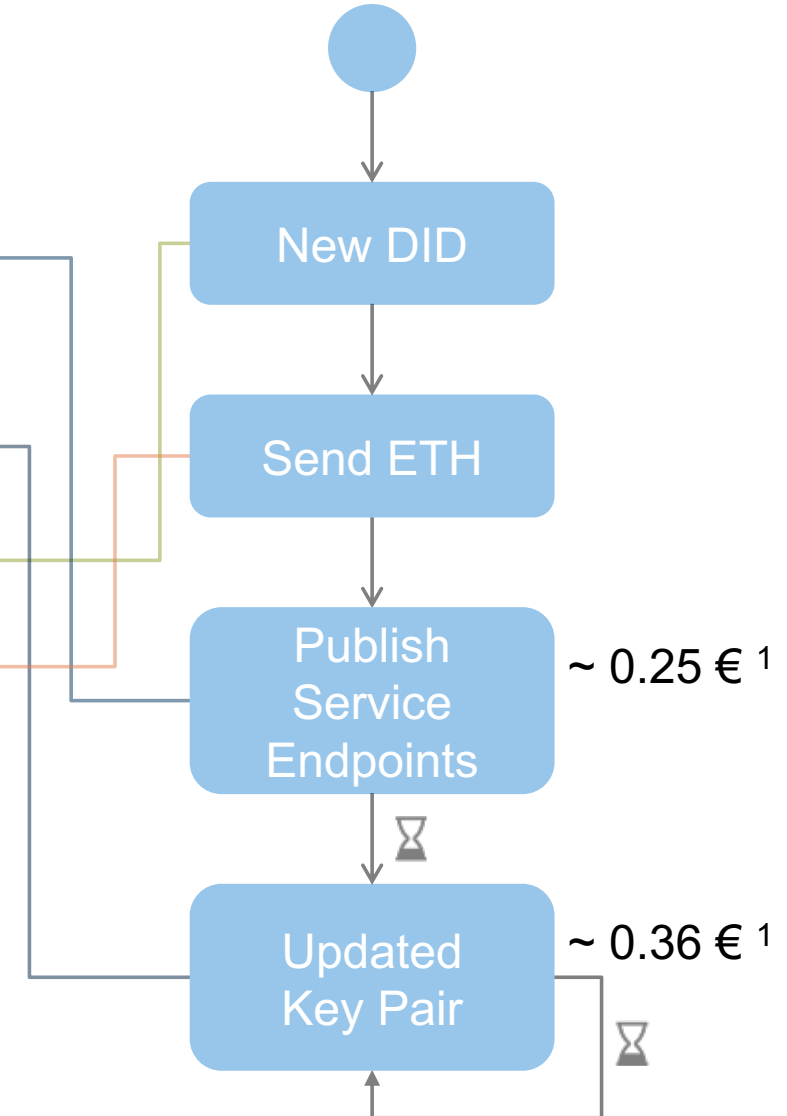 New DID
Send ETH
Publish
Service
Endpoints
~ 0.25 € ¹
Updated
Key Pair
~ 0.36 € ¹